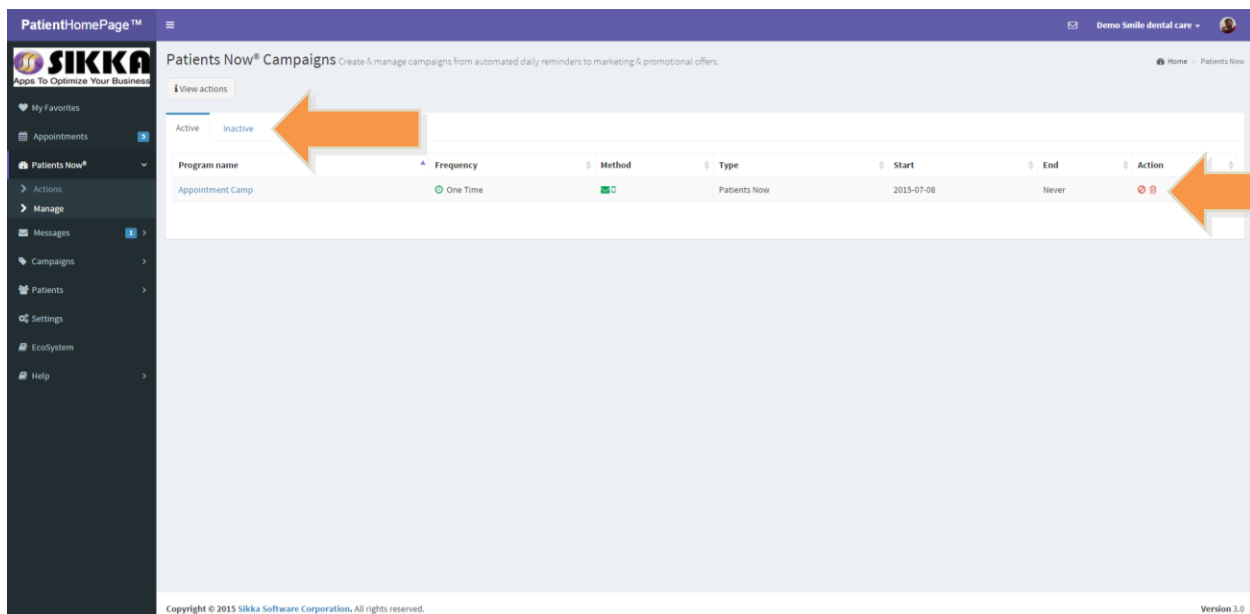 PatientHomePage™
Demo Smile dental care
SIKKA
Apps To Optimize Your Business
Patients Now® Campaigns Create & manage campaigns from automated daily reminders to marketing & promotional offers.
Home > Patients Now
View actions
My Favorites
Appointments 5
Patients Now®
Actions
Manage
Messages 1
Campaigns
Patients
Settings
EcoSystem
Help
Active Inactive
Program name Frequency Method Type Start End Action
Appointment Camp One Time Patients Now 2015-07-08 Never
Copyright © 2015 Sikka Software Corporation. All rights reserved.
Version 3.0